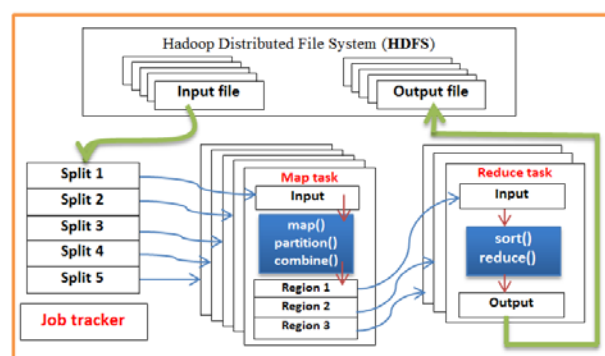 Hadoop Distributed File System (HDFS)
Input file
Output file
Split 1
Split 2
Split 3
Split 4
Split 5
Job tracker
Map task
Input
map()
partition()
combine()
Region 1
Region 2
Region 3
Reduce task
Input
sort()
reduce()
Output